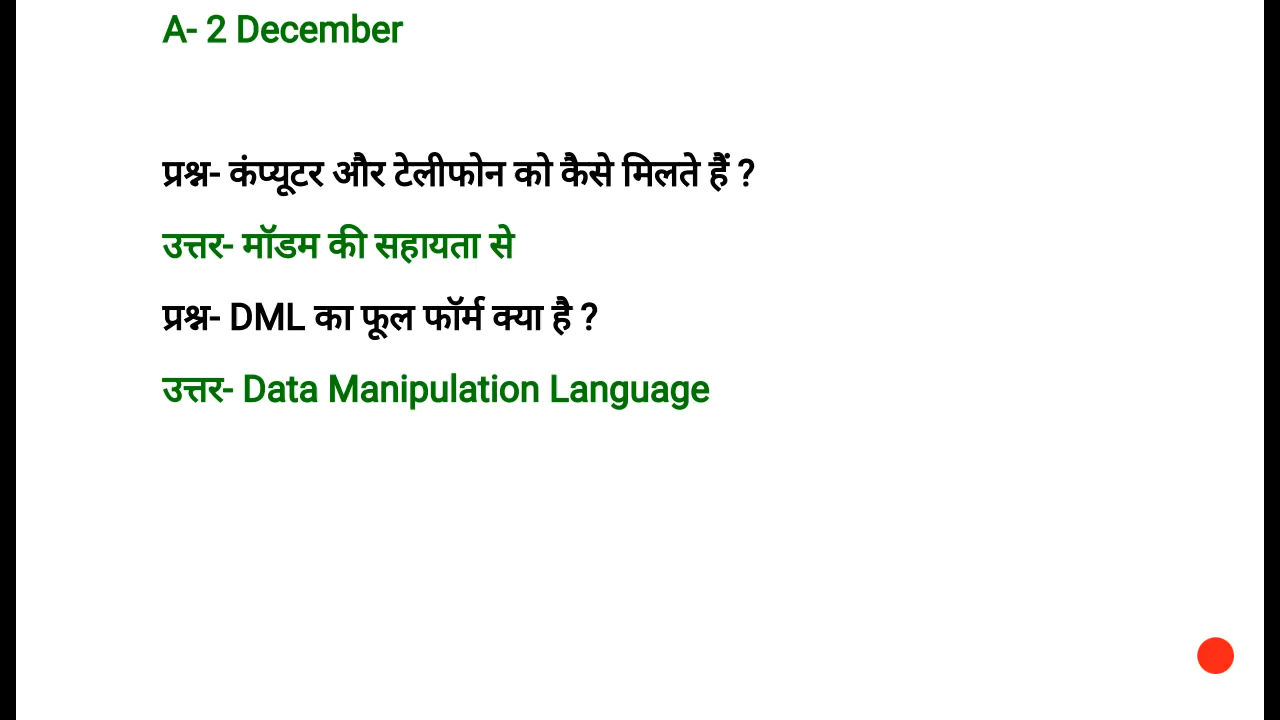 A- 2 December
प्रश्न- कंप्यूटर और टेलीफोन को कैसे मिलते हैं ?
उत्तर- मॉडम की सहायता से
प्रश्न- DML का फूल फॉर्म क्या है ?
उत्तर- Data Manipulation Language